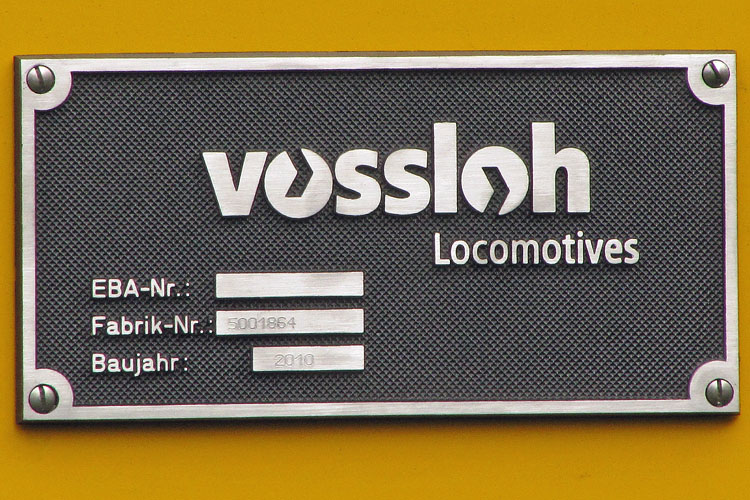 vossloh
Locomotives
EBA-Nr.:
Fabrik-Nr.: 5001864
Baujahr: 2010